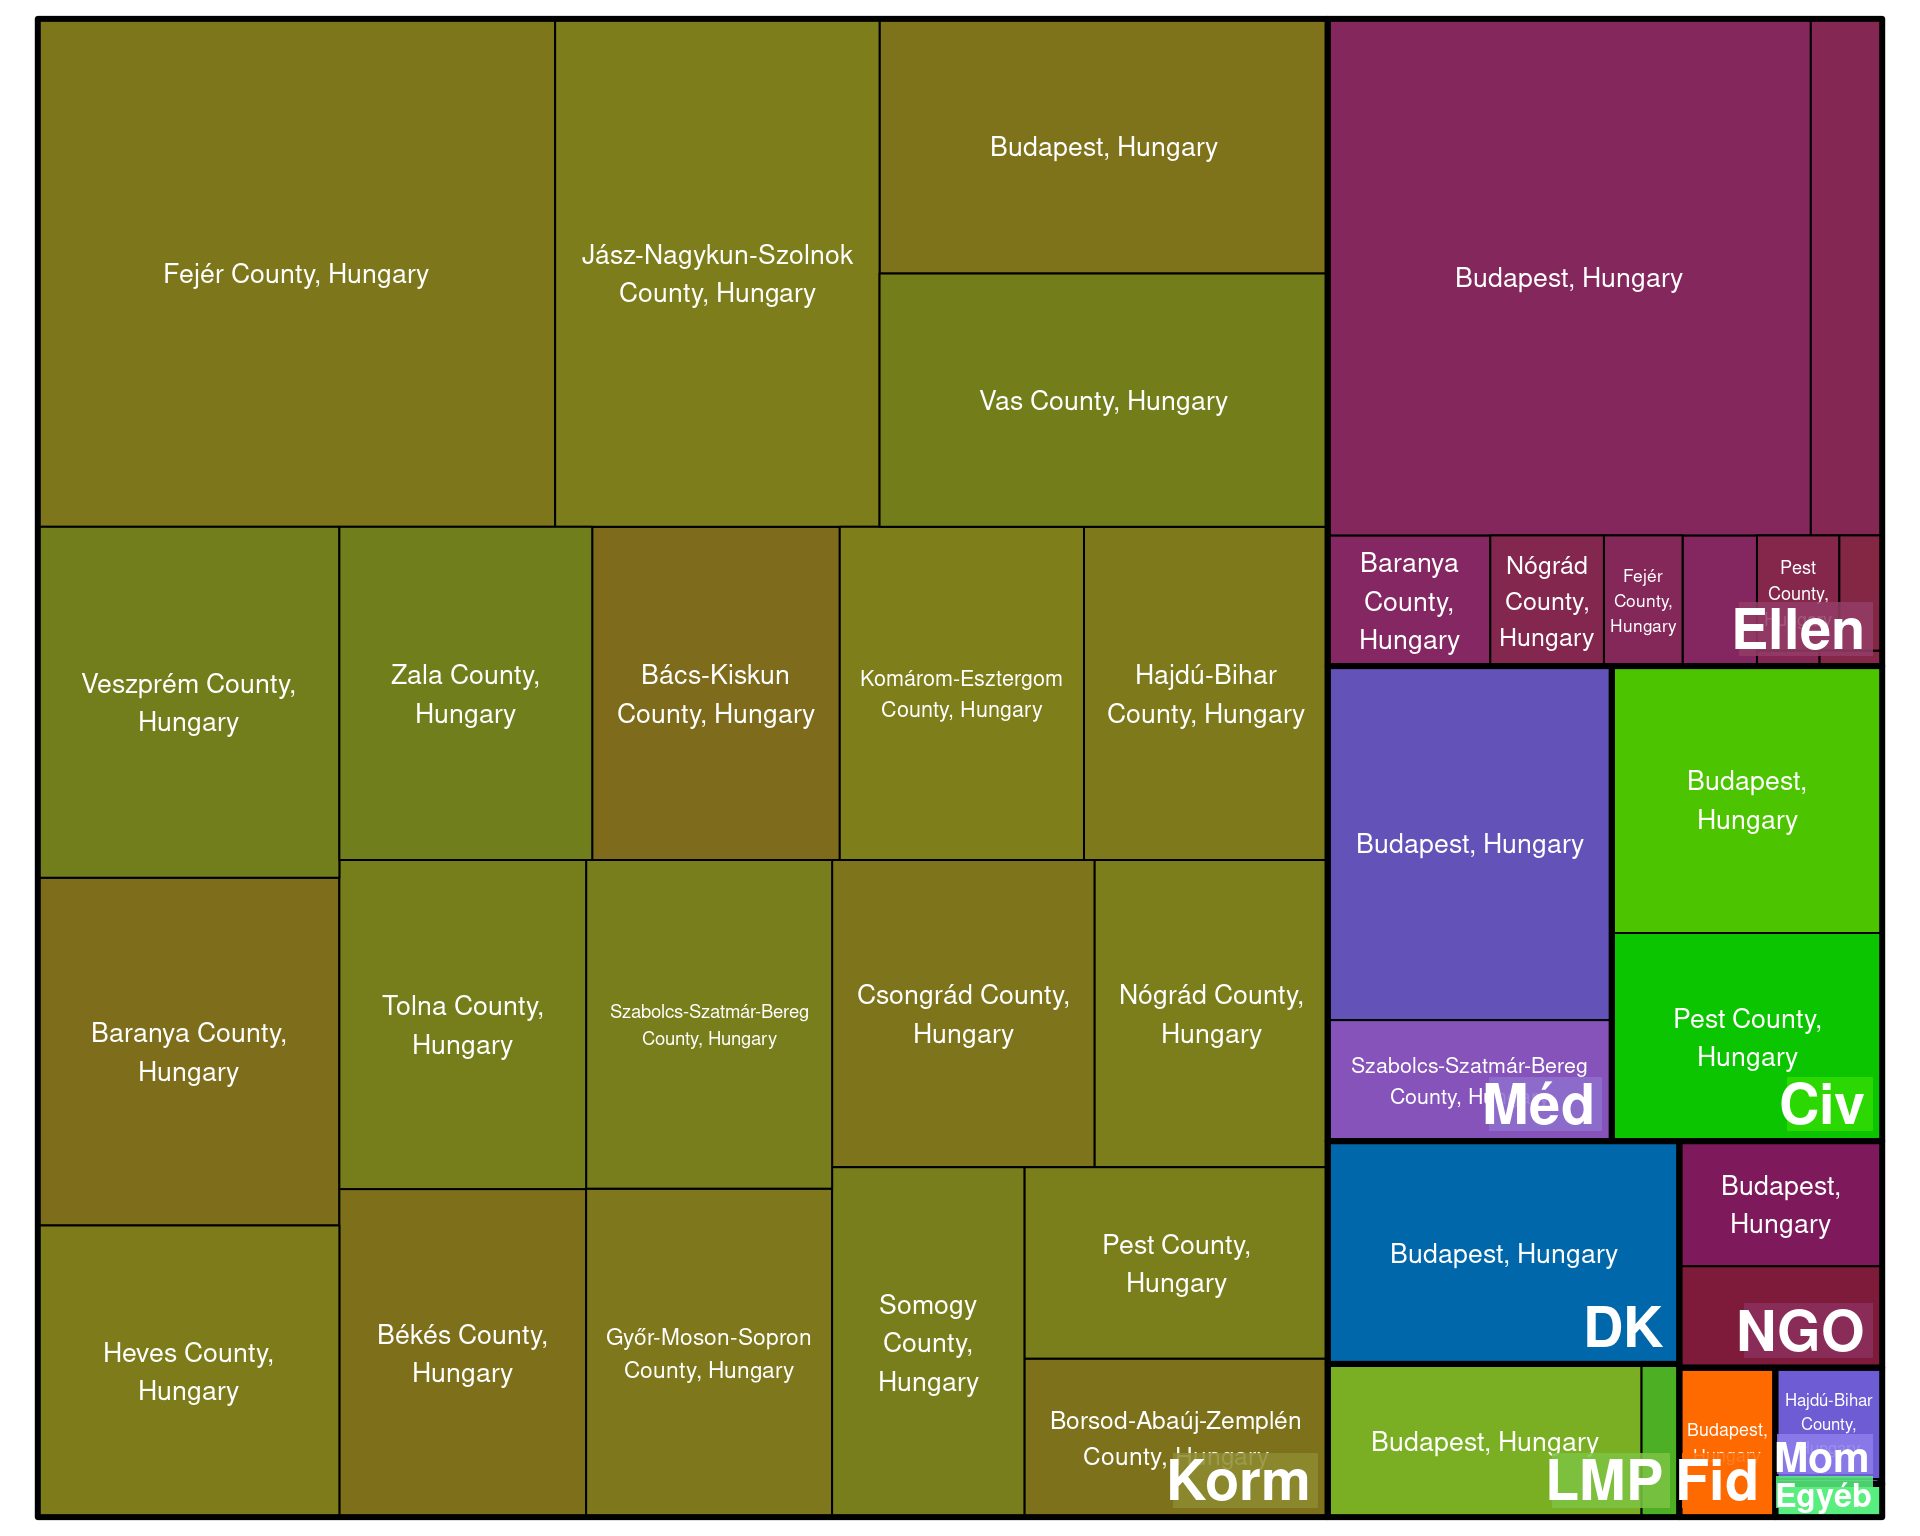 Fejér County, Hungary
Jász-Nagykun-Szolnok
County, Hungary
Budapest, Hungary
Vas County, Hungary
Veszprém County,
Hungary
Zala County,
Hungary
Bács-Kiskun
County, Hungary
Komárom-Esztergom
County, Hungary
Hajdú-Bihar
County, Hungary
Baranya County,
Hungary
Tolna County,
Hungary
Szabolcs-Szatmár-Bereg
County, Hungary
Csongrád County,
Hungary
Nógrád County,
Hungary
Heves County,
Hungary
Békés County,
Hungary
Győr-Moson-Sopron
County, Hungary
Somogy
County,
Hungary
Pest County,
Hungary
Borsod-Abaúj-Zemplén
County, Hungary
Korm
Budapest, Hungary
Baranya
County,
Hungary
Nógrád
County,
Hungary
Fejér
County,
Hungary
Pest
County,
Ellen
Budapest, Hungary
Szabolcs-Szatmár-Bereg
County,
Méd
Budapest,
Hungary
Pest County,
Hungary
Civ
Budapest, Hungary
DK
Budapest,
Hungary
NGO
Budapest, Hungary
LMP
Budapest,
Hungary
Fid
Hajdú-Bihar
County,
Mom
Egyéb